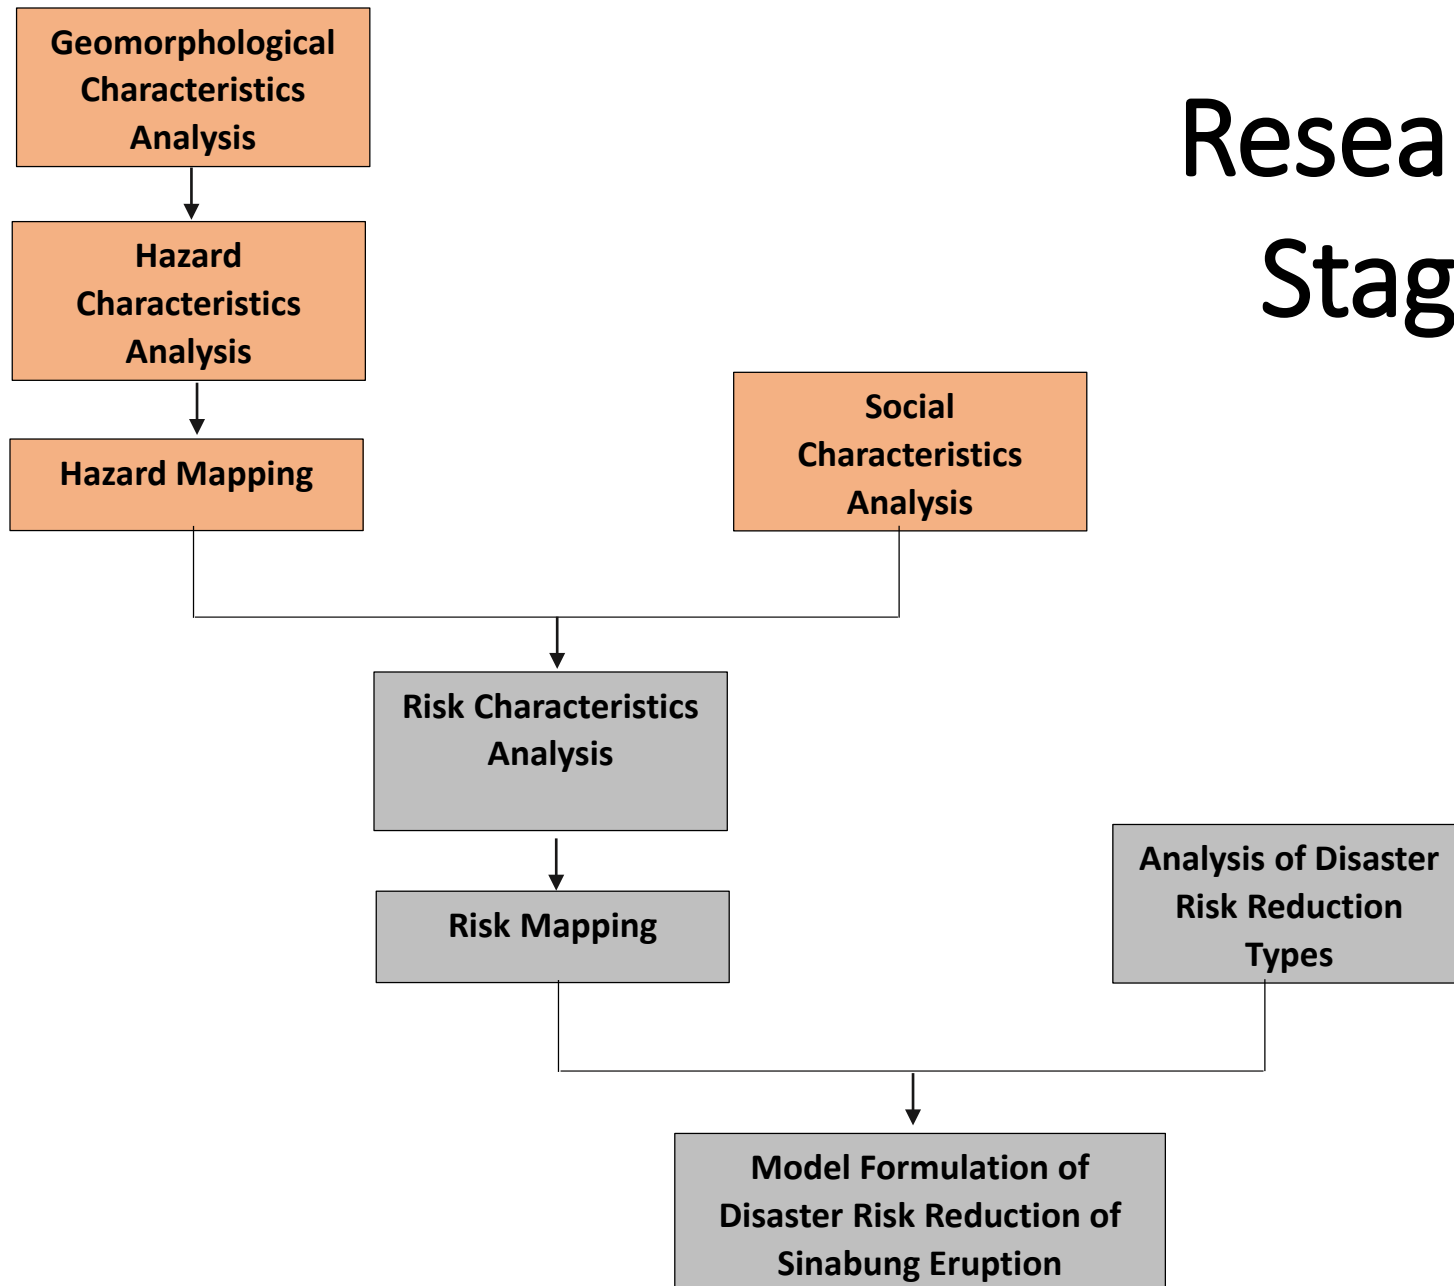 Geomorphological
Characteristics
Analysis
Resea
Stag
Hazard
Characteristics
Analysis
Social
Characteristics
Analysis
Hazard Mapping
Risk Characteristics
Analysis
Analysis of Disaster
Risk Reduction
Types
Risk Mapping
Model Formulation of
Disaster Risk Reduction of
Sinabung Eruption